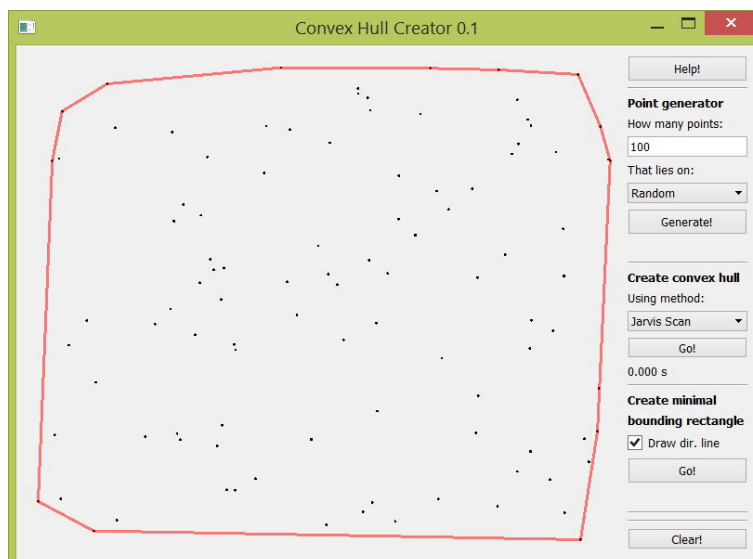 Convex Hull Creator 0.1
Help!
Point generator
How many points:
100
That lies on:
Random
Generate!
Create convex hull
Using method:
Jarvis Scan
Go!
0.000 s
Create minimal
bounding rectangle
Draw dir. line
Go!
Clear!